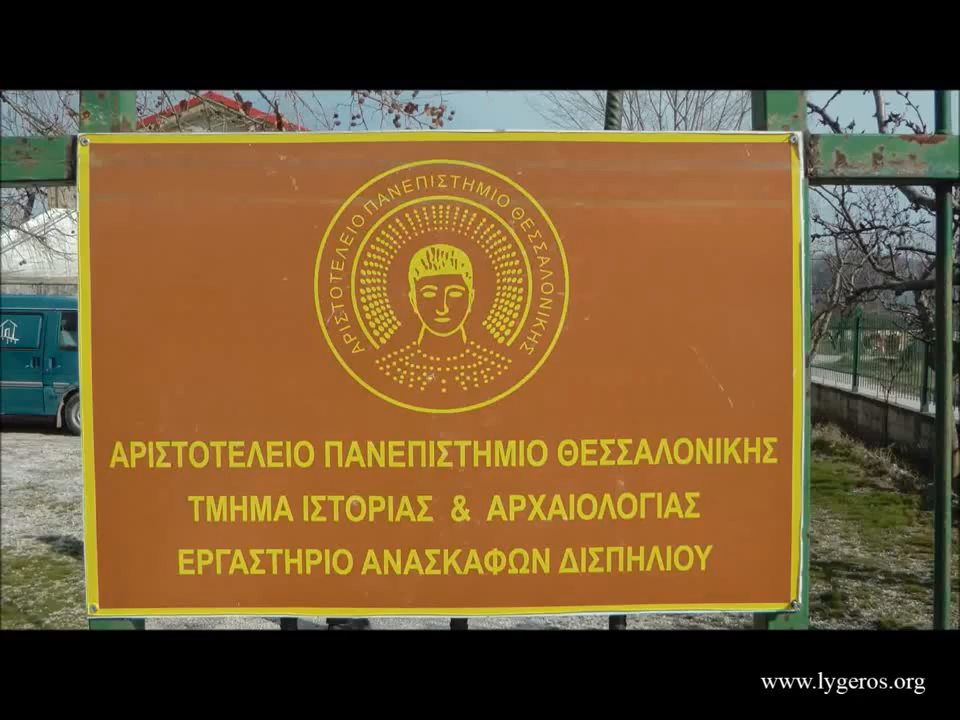 ΑΡΙΣΤΟΤΕΛΕΙΟ ΠΑΝΕΠΙΣΤΗΜΙΟ ΘΕΣΣΑΛΟΝΙΚΗΣ
ΑΡΙΣΤΟΤΕΛΕΙΟ ΠΑΝΕΠΙΣΤΗΜΙΟ ΘΕΣΣΑΛΟΝΙΚΗΣ
ΤΜΗΜΑ ΙΣΤΟΡΙΑΣ & ΑΡΧΑΙΟΛΟΓΙΑΣ
ΕΡΓΑΣΤΗΡΙΟ ΑΝΑΣΚΑΦΩΝ ΔΙΣΠΗΛΙΟΥ
www.lygeros.org